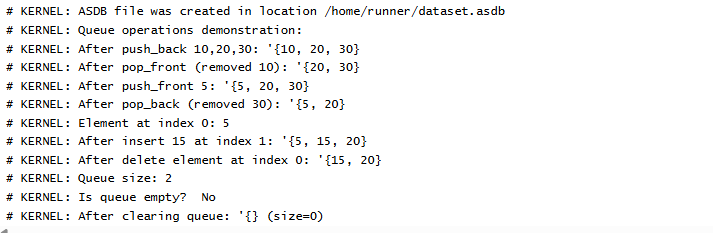 # KERNEL: ASDB file was created in location /home/runner/dataset.asdb
# KERNEL: Queue operations demonstration:
# KERNEL: After push_back 10,20,30: '{10, 20, 30}
# KERNEL: After pop_front (removed 10): '{20, 30}
# KERNEL: After push_front 5: '{5, 20, 30}
# KERNEL: After pop_back (removed 30): '{5, 20}
# KERNEL: Element at index 0: 5
# KERNEL: After insert 15 at index 1: '{5, 15, 20}
# KERNEL: After delete element at index 0: '{15, 20}
# KERNEL: Queue size: 2
# KERNEL: Is queue empty?  No
# KERNEL: After clearing queue: '{} (size=0)